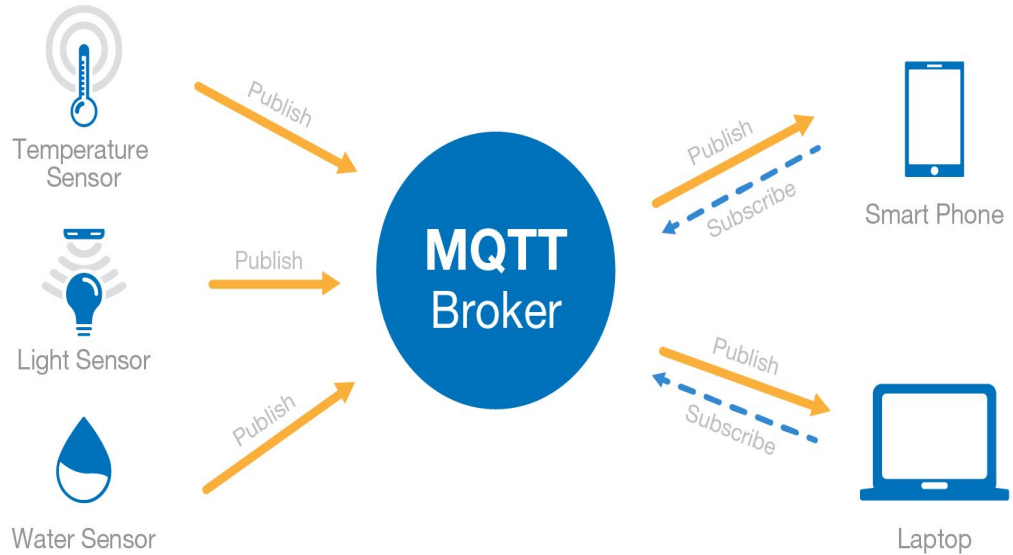 Temperature
Sensor
Publish
Light Sensor
Publish
Water Sensor
Publish
MQTT
Broker
Publish
Subscribe
Smart Phone
Publish
Subscribe
Laptop